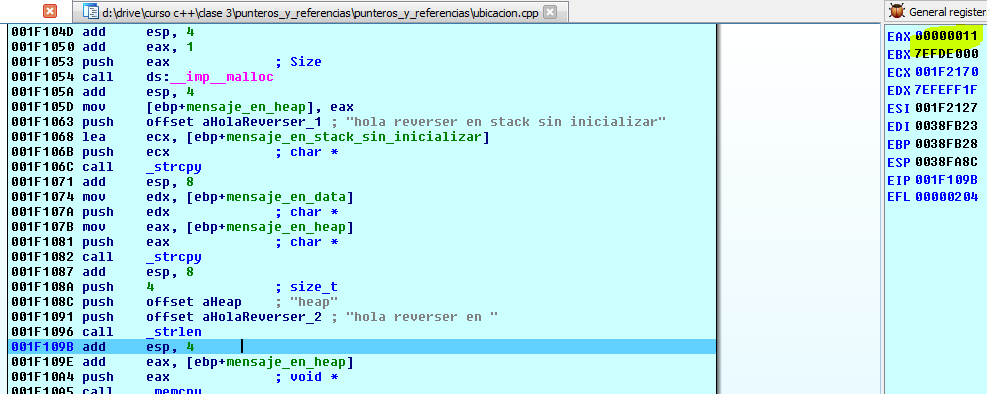 d:\drive\curso c++\clase 3\punteros_y_referencias\punteros_y_referencias\ubicacion.cpp
General register
001F104D add esp, 4
001F1050 add eax, 1
001F1053 push eax ; Size
001F1054 call ds:__imp__malloc
001F105A add esp, 4
001F105D mov [ebp+mensaje_en_heap], eax
001F1063 push offset aHolaReverser_1 ; "hola reverser en stack sin inicializar"
001F1068 lea ecx, [ebp+mensaje_en_stack_sin_inicializar]
001F106B push ecx ; char *
001F106C call _strcpy
001F1071 add esp, 8
001F1074 mov edx, [ebp+mensaje_en_data]
001F107A push edx ; char *
001F107B mov eax, [ebp+mensaje_en_heap]
001F1081 push eax ; char *
001F1082 call _strcpy
001F1087 add esp, 8
001F108A push 4 ; size_t
001F108C push offset aHeap ; "heap"
001F1091 push offset aHolaReverser_2 ; "hola reverser en "
001F1096 call _strlen
001F109B add esp, 4
001F109E add eax, [ebp+mensaje_en_heap]
001F10A4 push eax ; void *
001F10A5 call _memcpy
EAX 00000011
EBX 7EFDE000
ECX 001F2170
EDX 7EFEFF1F
ESI 001F2127
EDI 0038FB23
EBP 0038FB28
ESP 0038FA8C
EIP 001F109B
EFL 00000204